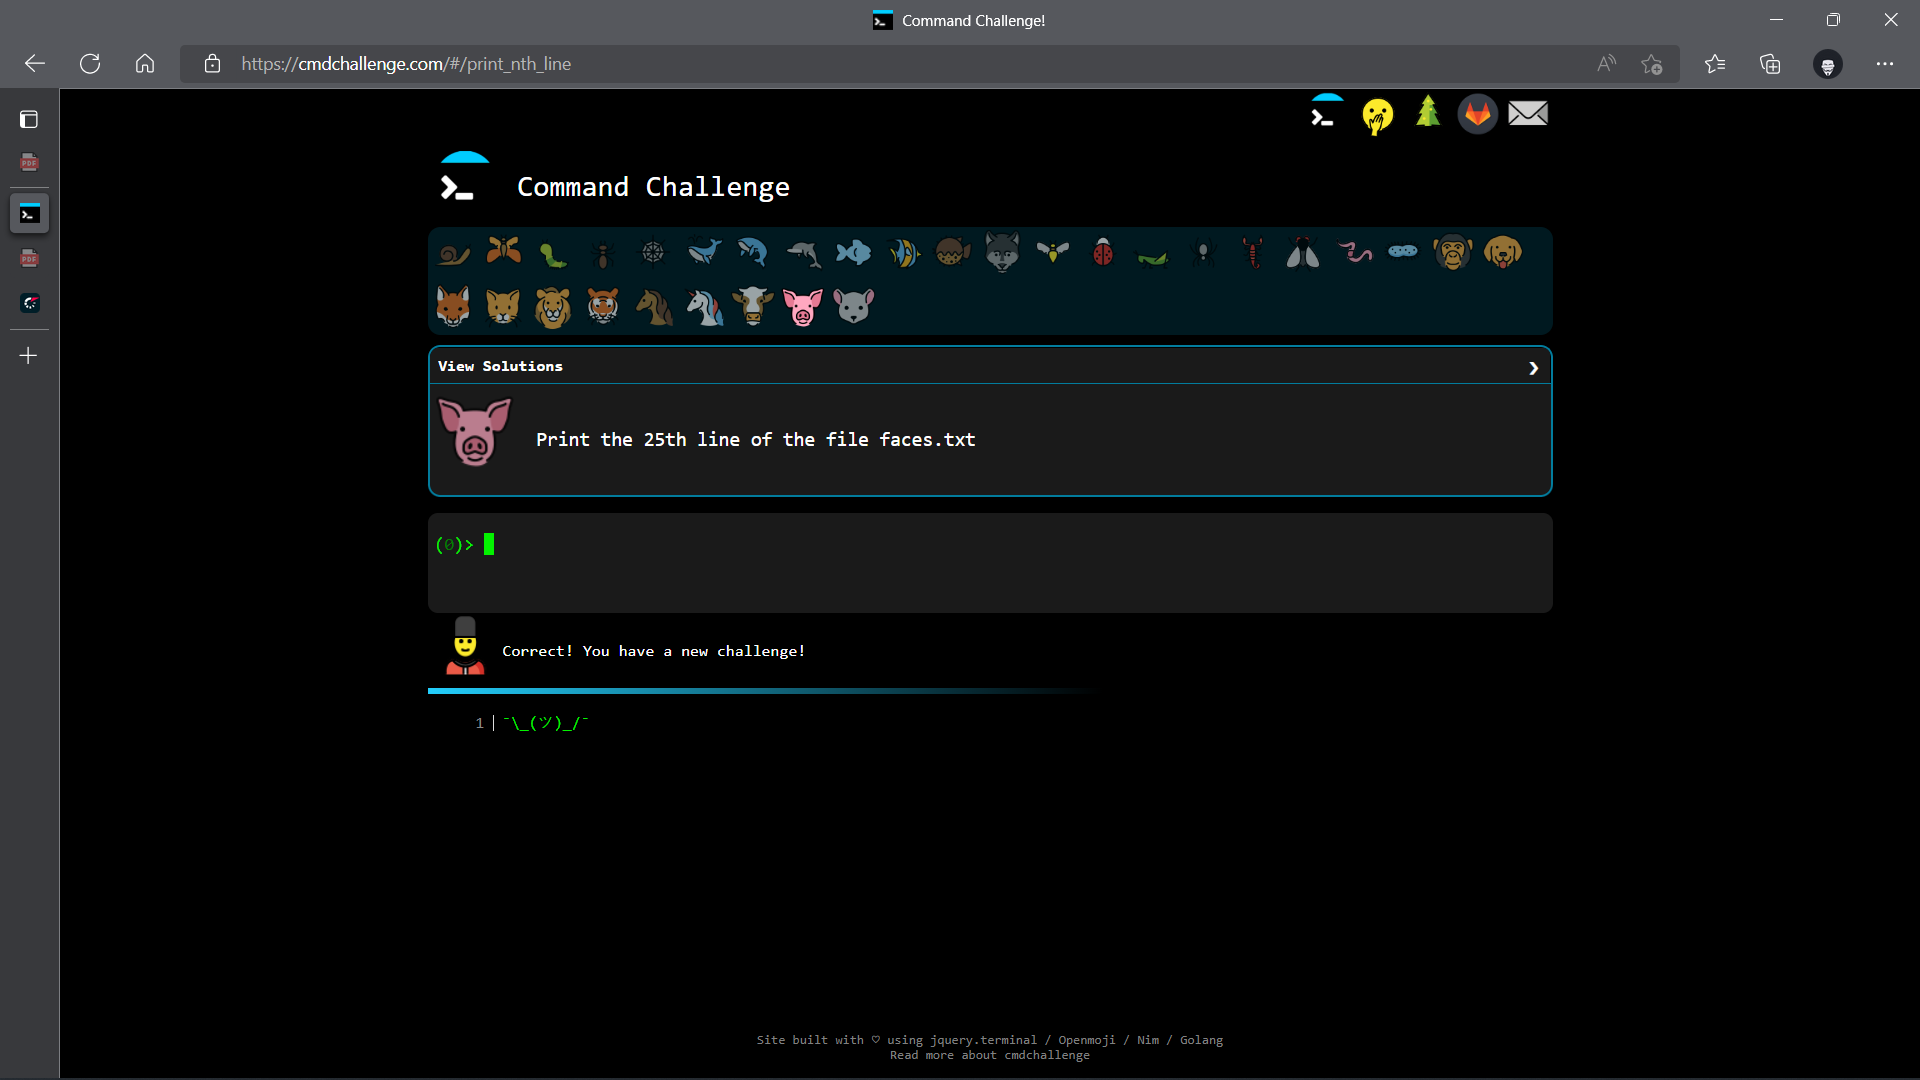 Command Challenge!
https://cmdchallenge.com/#/print_nth_line
Command Challenge
View Solutions
Print the 25th line of the file faces.txt
(0)>
Correct! You have a new challenge!
1 ¯\_(ツ)_/¯
Site built with ♡ using jquery.terminal / Openmoji / Nim / Golang
Read more about cmdchallenge
PDF
PDF